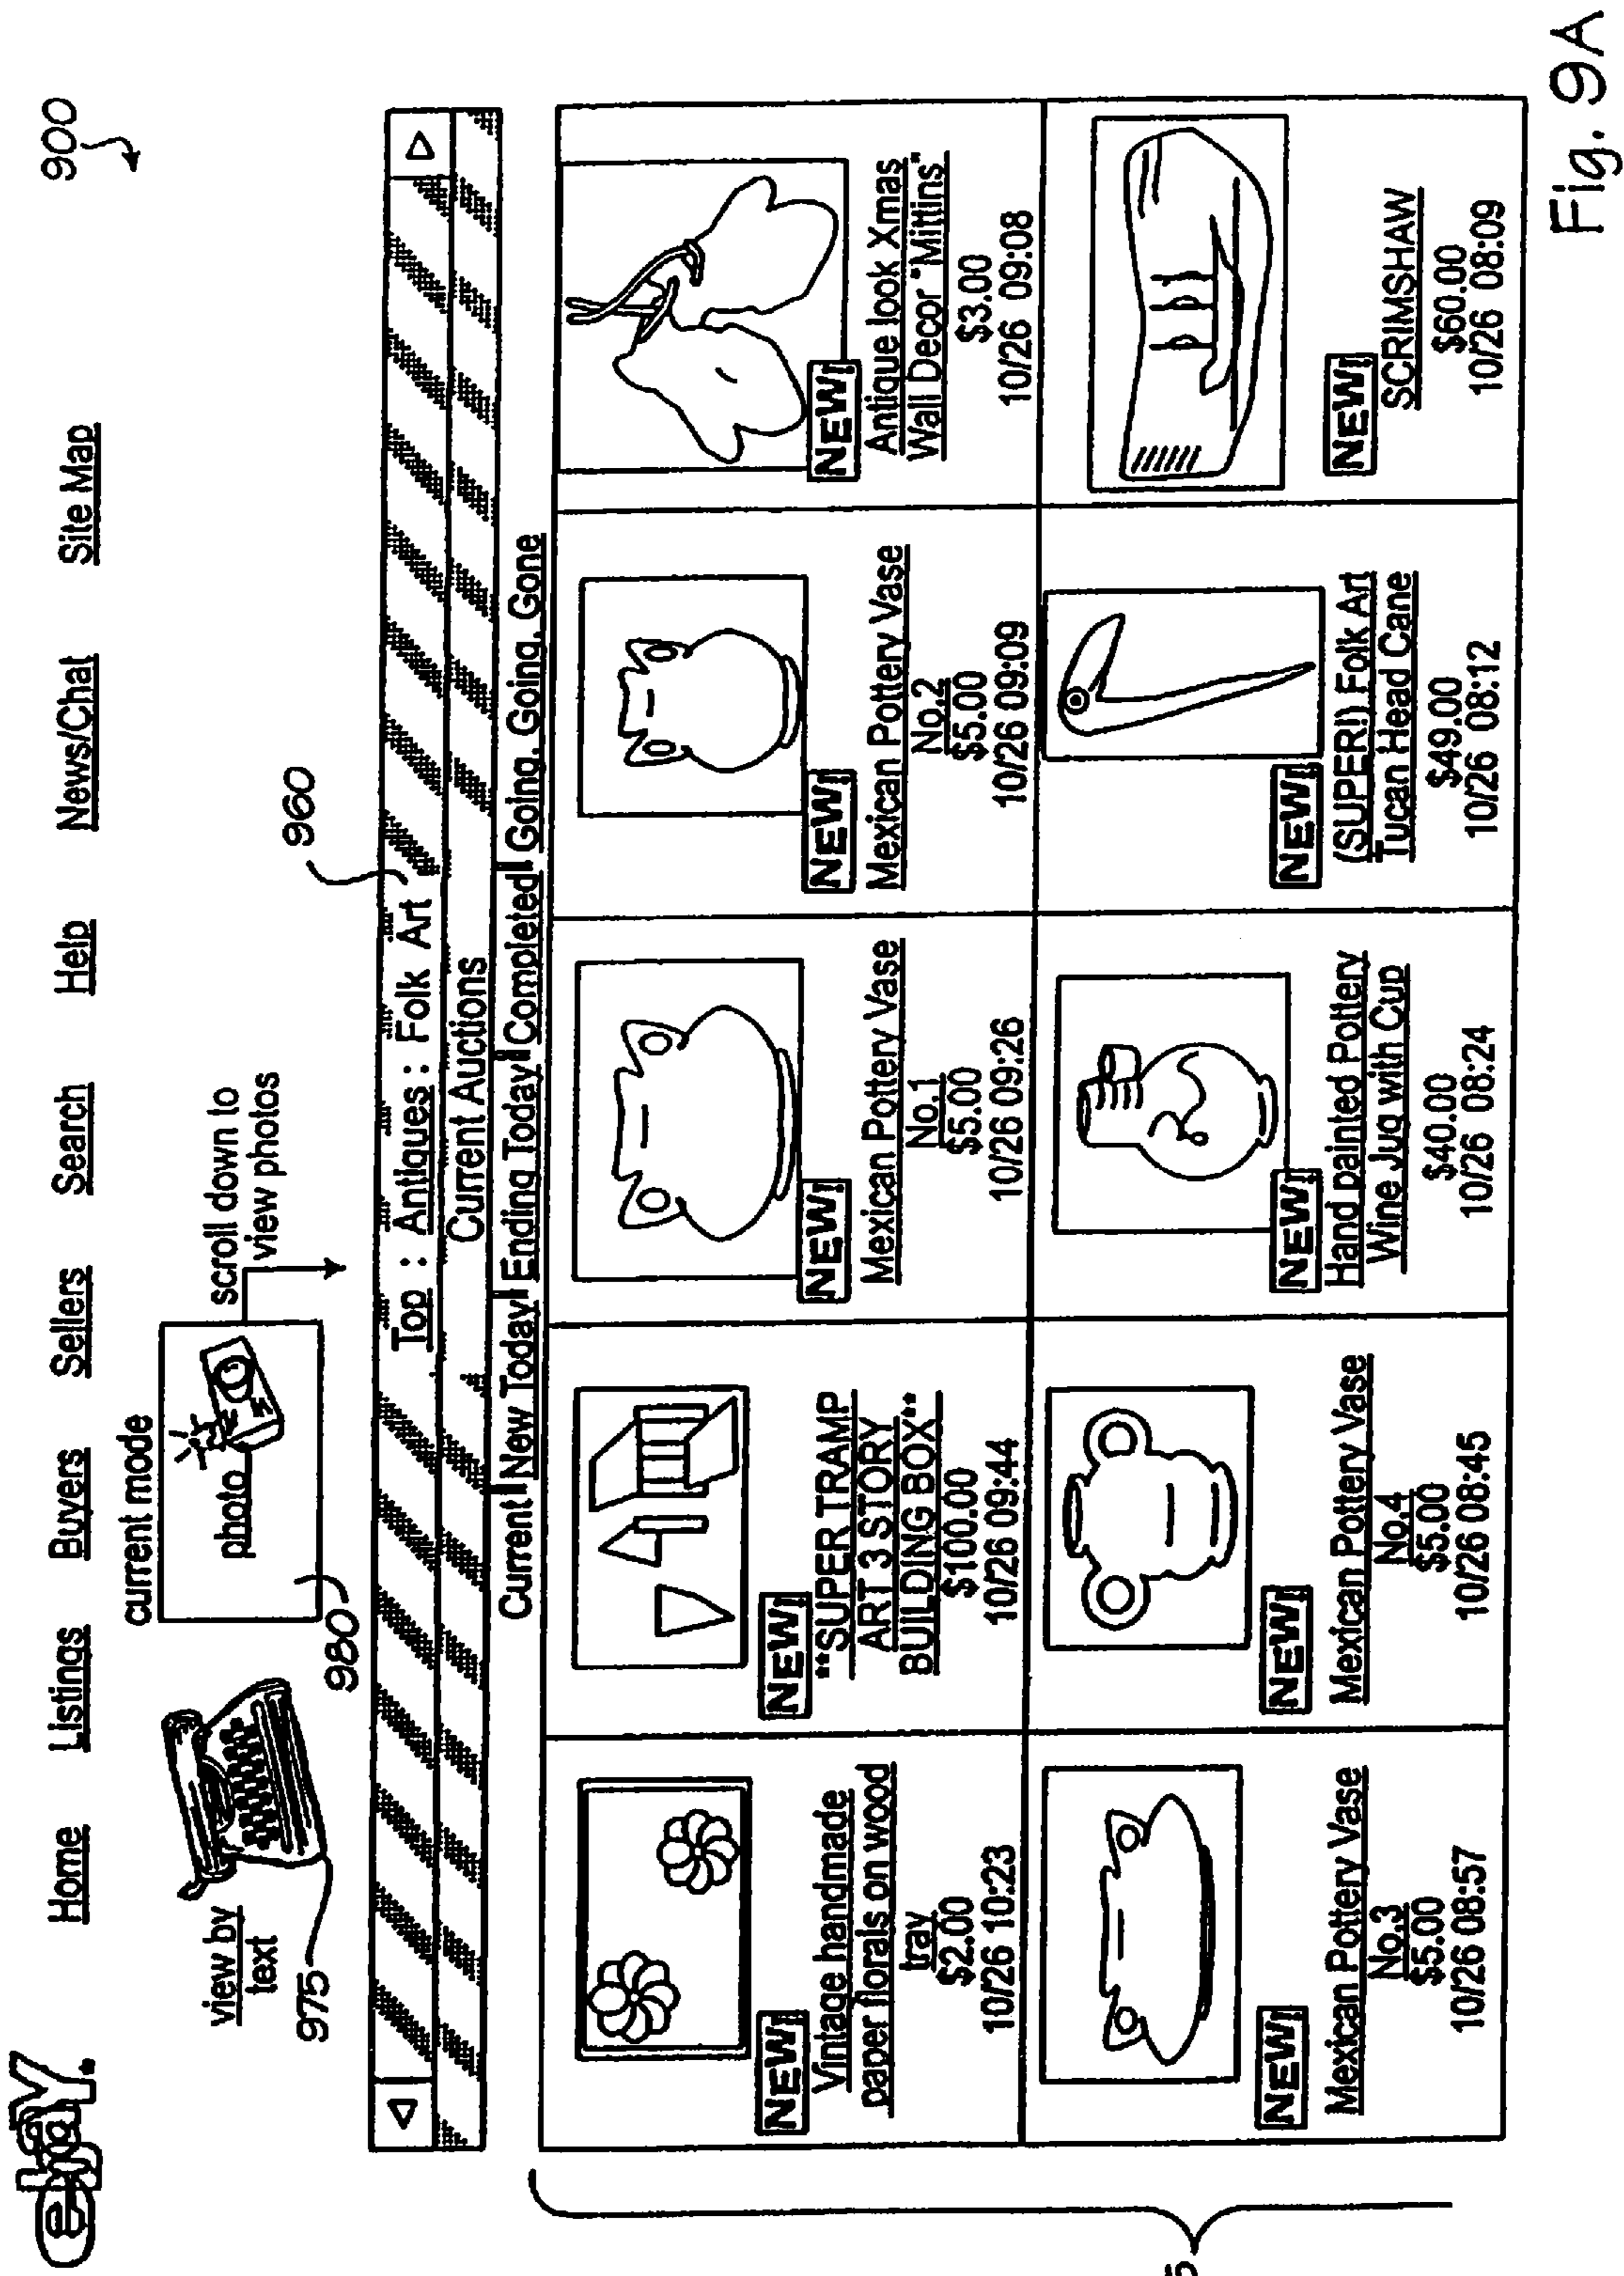 ebaY.
Home Listings Buyers Sellers Search Help News/Chat Site Map
900
view by
text
975
current mode
photo
980
scroll down to
view photos
960
Top : Antiques : Folk Art
Current Auctions
Current New Today Ending Today Completed Going, Going, Gone
NEW!
Vintage handmade
paper florals on wood
tray
$2.00
10/26 10:23
NEW!
**SUPER TRAMP
ART 3 STORY
BUILDING BOX**
$100.00
10/26 09:44
NEW!
Mexican Pottery Vase
No.1
$5.00
10/26 09:26
NEW!
Mexican Pottery Vase
No.2
$5.00
10/26 09:09
NEW!
Antique look Xmas
Wall Decor "Mittins"
$3.00
10/26 09:08
NEW!
Mexican Pottery Vase
No.3
$5.00
10/26 08:57
NEW!
Mexican Pottery Vase
No.4
$5.00
10/26 08:45
NEW!
Hand painted Pottery
Wine Jug with Cup
$40.00
10/26 08:24
NEW!
(SUPER!) Folk Art
Tucan Head Cane
$49.00
10/26 08:12
NEW!
SCRIMSHAW
$60.00
10/26 08:09
Fig. 9A